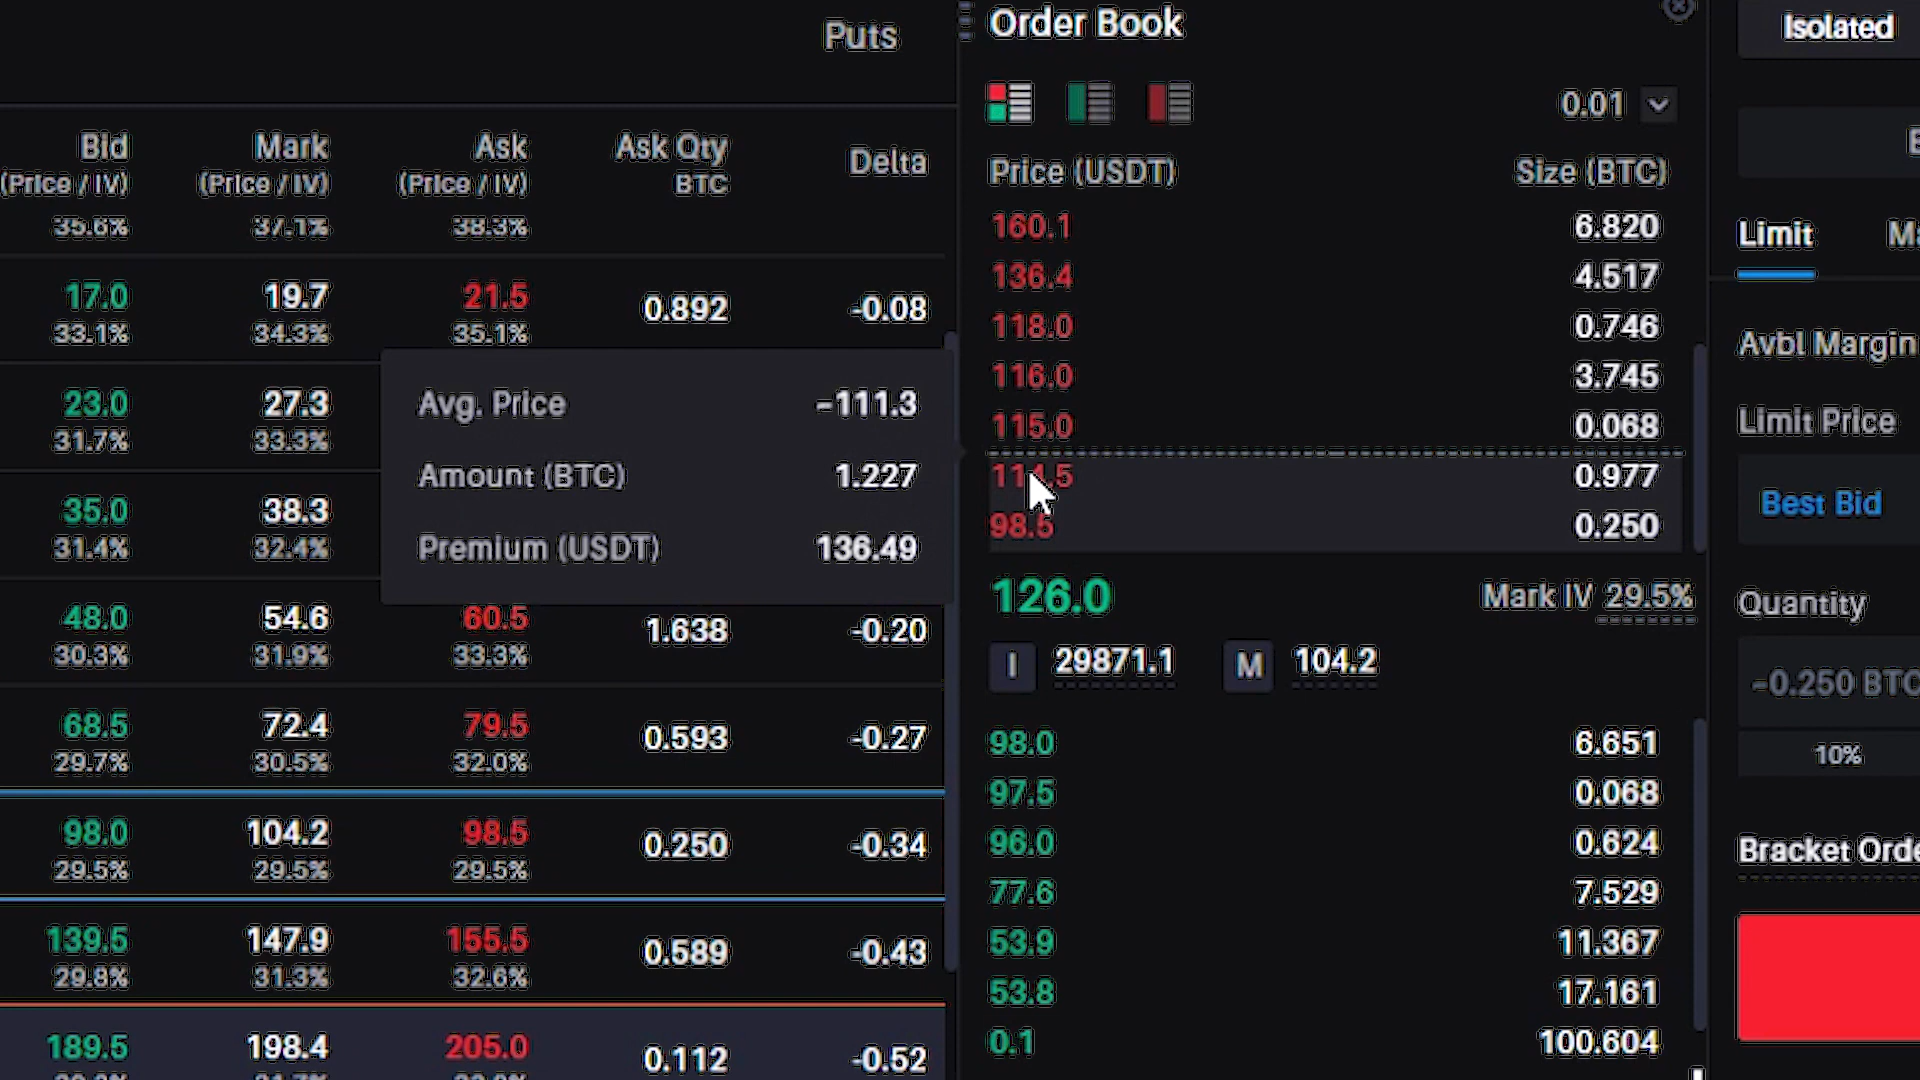 Puts
Bid Mark Ask Ask Qty Delta
(Price / IV) (Price / IV) (Price / IV) BTC
35.6% 37.1% 38.3%
17.0 19.7 21.5 0.892 -0.08
33.1% 34.3% 35.1%
23.0 27.3
31.7% 33.3%
35.0 38.3
31.4% 32.4%
48.0 54.6 60.5 1.638 -0.20
30.3% 31.9% 33.3%
68.5 72.4 79.5 0.593 -0.27
29.7% 30.5% 32.0%
98.0 104.2 98.5 0.250 -0.34
29.5% 29.5% 29.5%
139.5 147.9 155.5 0.589 -0.43
29.8% 31.3% 32.6%
189.5 198.4 205.0 0.112 -0.52
Avg. Price ~111.3
Amount (BTC) 1.227
Premium (USDT) 136.49
Order Book
0.01
Price (USDT) Size (BTC)
160.1 6.820
136.4 4.517
118.0 0.746
116.0 3.745
115.0 0.068
114.5 0.977
98.5 0.250
126.0 Mark IV 29.5%
I 29871.1 M 104.2
98.0 6.651
97.5 0.068
96.0 0.624
77.6 7.529
53.9 11.367
53.8 17.161
0.1 100.604
Isolated
Limit
Avbl Margin
Limit Price
Best Bid
Quantity
~0.250 BTC
10%
Bracket Orde